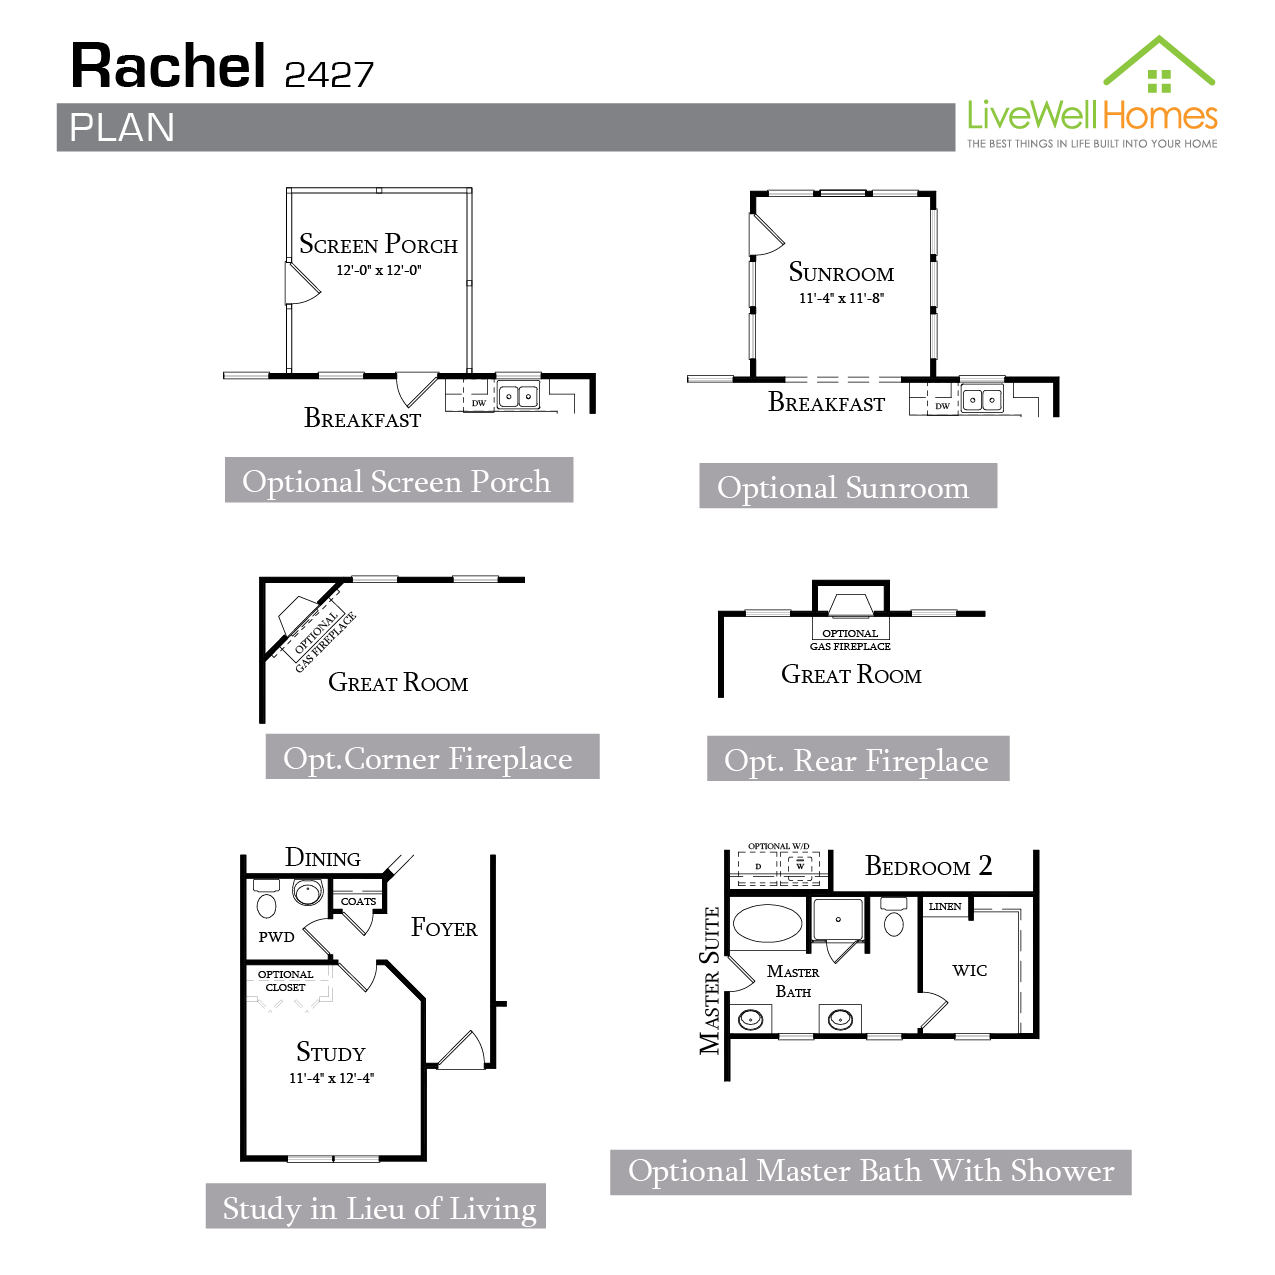 Rachel 2427
PLAN
LiveWellHomes
THE BEST THINGS IN LIFE BUILT INTO YOUR HOME
SCREEN PORCH
12'-0" x 12'-0"
BREAKFAST
DW
Optional Screen Porch
SUNROOM
11'-4" x 11'-8"
BREAKFAST
DW
Optional Sunroom
OPTIONAL
GAS FIREPLACE
GREAT ROOM
Opt.Corner Fireplace
OPTIONAL
GAS FIREPLACE
GREAT ROOM
Opt. Rear Fireplace
DINING
COATS
PWD
FOYER
OPTIONAL
CLOSET
STUDY
11'-4" x 12'-4"
Study in Lieu of Living
OPTIONAL W/D
D
W
BEDROOM 2
LINEN
MASTER SUITE
MASTER
BATH
WIC
Optional Master Bath With Shower